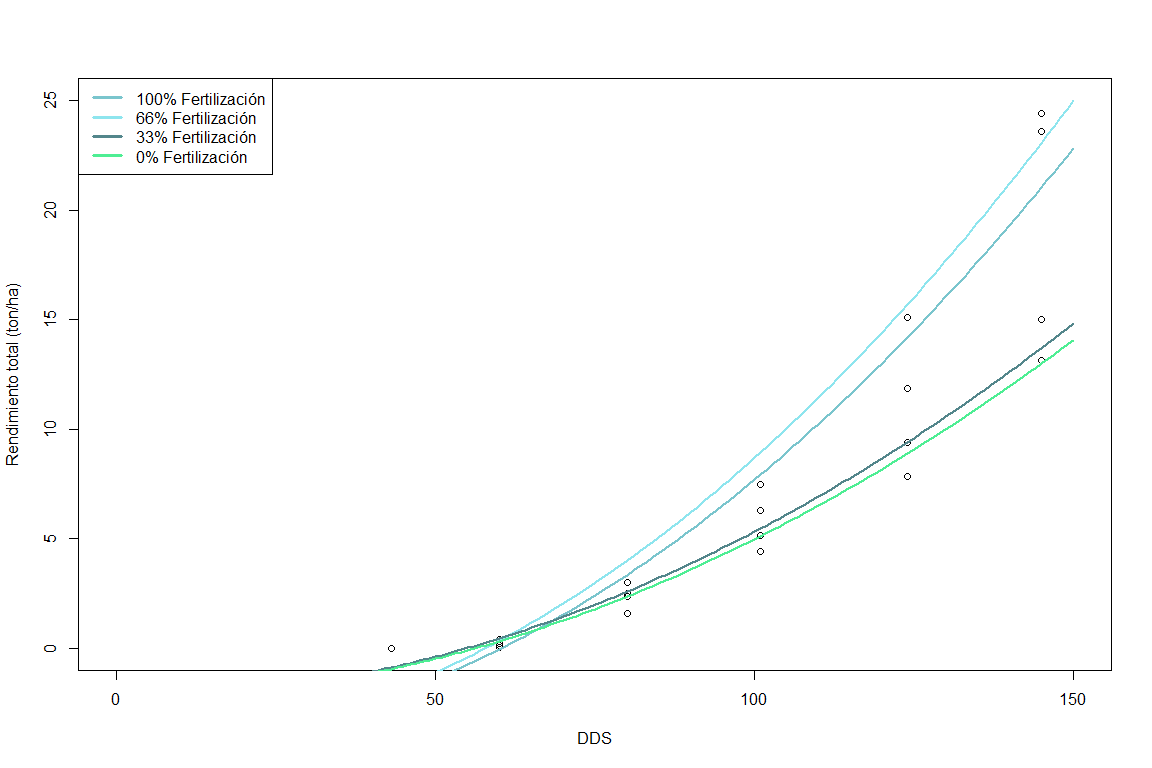 100% Fertilización
66% Fertilización
33% Fertilización
0% Fertilización
Rendimiento total (ton/ha)
25
20
15
10
5
0
0
50
100
150
DDS